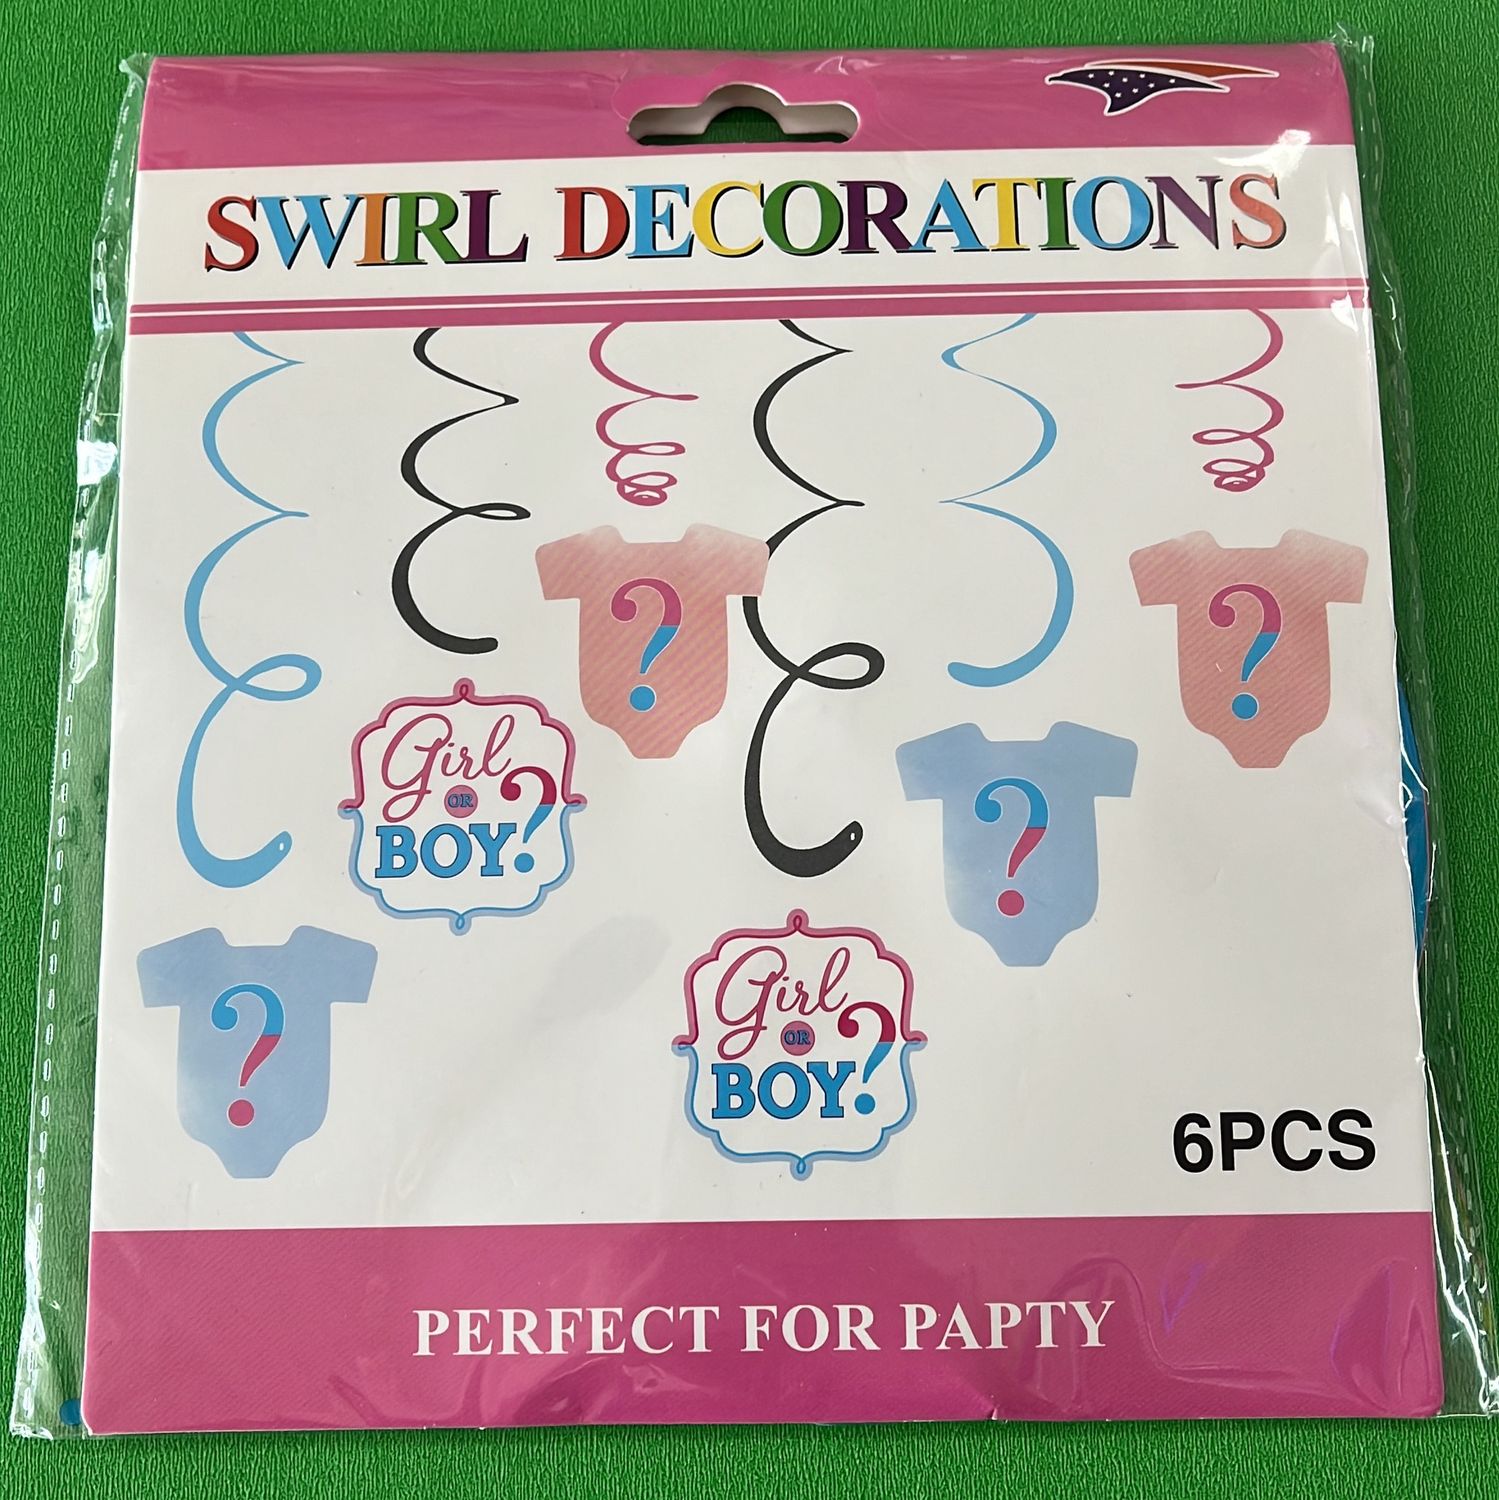 SWIRL DECORATIONS
?
?
Girl
OR
BOY?
?
?
Girl
OR
BOY?
6PCS
PERFECT FOR PAPTY